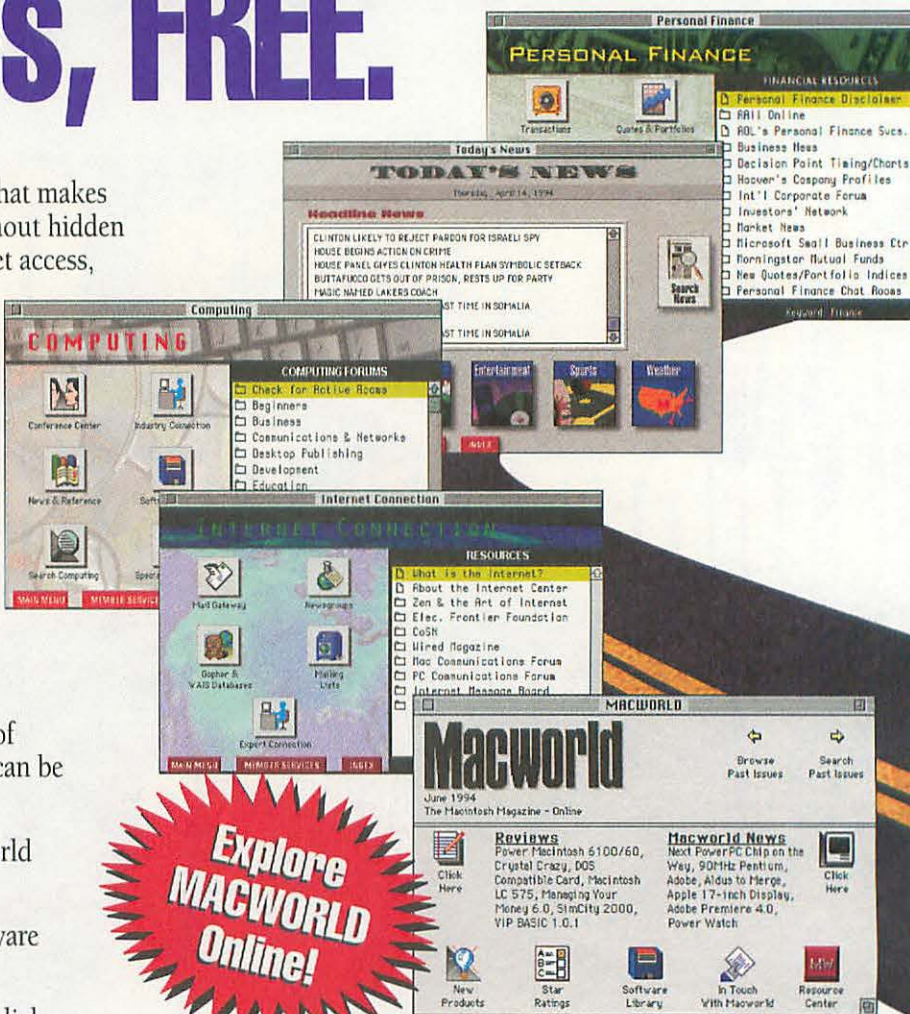 s, FREE.
hat makes
hout hidden
et access,
of
can be
rld
are
Personal Finance
PERSONAL FINANCE
Transactions
Quotes & Portfolios
FINANCIAL RESOURCES
Personal Finance Disclaimer
AAII Online
AOL's Personal Finance Svcs.
Business News
Decision Point Timing/Charts
Hoover's Company Profiles
Int'l Corporate Forum
Investors' Network
Market News
Microsoft Small Business Ctr
Morningstar Mutual Funds
New Quotes/Portfolio Indices
Personal Finance Chat Rooms
Keyword: Finance
Today's News
TODAY'S NEWS
Thursday, April 14, 1994
Headline News
CLINTON LIKELY TO REJECT PARDON FOR ISRAELI SPY
HOUSE BEGINS ACTION ON CRIME
HOUSE PANEL GIVES CLINTON HEALTH PLAN SYMBOLIC SETBACK
BUTTAFUOCO GETS OUT OF PRISON, RESTS UP FOR PARTY
MAGIC NAMED LAKERS COACH
AST TIME IN SOMALIA
AST TIME IN SOMALIA
Search
News
Entertainment
Sports
Weather
INDEX
Computing
COMPUTING
Conference Center
Industry Connection
News & Reference
Soft
Search Computing
Speci
MAIN MENU
MEMBER SERVICE
COMPUTING FORUMS
Check for Active Rooms
Beginners
Business
Communications & Networks
Desktop Publishing
Development
Education
Internet Connection
INTERNET CONNECTION
Mail Gateway
Newsgroups
Gopher &
WAIS Databases
Mailing
Lists
Expert Connection
MAIN MENU
MEMBER SERVICES
INDEX
RESOURCES
What is the Internet?
About the Internet Center
Zen & the Art of Internet
Elec. Frontier Foundation
CoSN
Wired Magazine
Mac Communications Forum
PC Communications Forum
Internet Message Board
MACWORLD
Macworld
June 1994
The Macintosh Magazine - Online
Browse
Past Issues
Search
Past Issues
Click
Here
Reviews
Power Macintosh 6100/60,
Crystal Crazy, DOS
Compatible Card, Macintosh
LC 575, Managing Your
Money 6.0, SimCity 2000,
VIP BASIC 1.0.1
Macworld News
Next PowerPC Chip on the
Way, 90MHz Pentium,
Adobe, Aldus to Merge,
Apple 17-inch Display,
Adobe Premiere 4.0,
Power Watch
Click
Here
New
Products
Star
Ratings
Software
Library
In Touch
With Macworld
MW
Resource
Center
Explore
MACWORLD
Online!